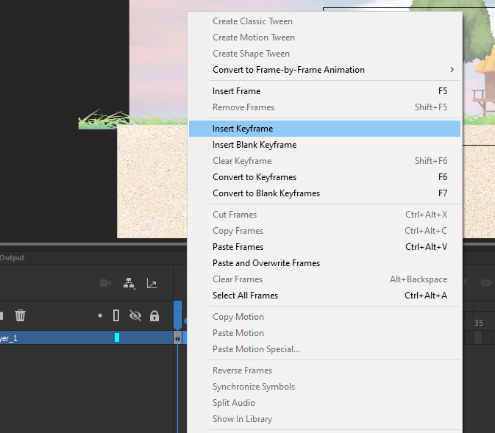 Create Classic Tween
Create Motion Tween
Create Shape Tween
Convert to Frame-by-Frame Animation
Insert Frame F5
Remove Frames Shift+F5
Insert Keyframe
Insert Blank Keyframe
Clear Keyframe Shift+F6
Convert to Keyframes F6
Convert to Blank Keyframes F7
Cut Frames Ctrl+Alt+X
Copy Frames Ctrl+Alt+C
Paste Frames Ctrl+Alt+V
Paste and Overwrite Frames
Output
Clear Frames Alt+Backspace
Select All Frames Ctrl+Alt+A
Copy Motion
35
Paste Motion
yer_1
Paste Motion Special...
Reverse Frames
Synchronize Symbols
Split Audio
Show In Library